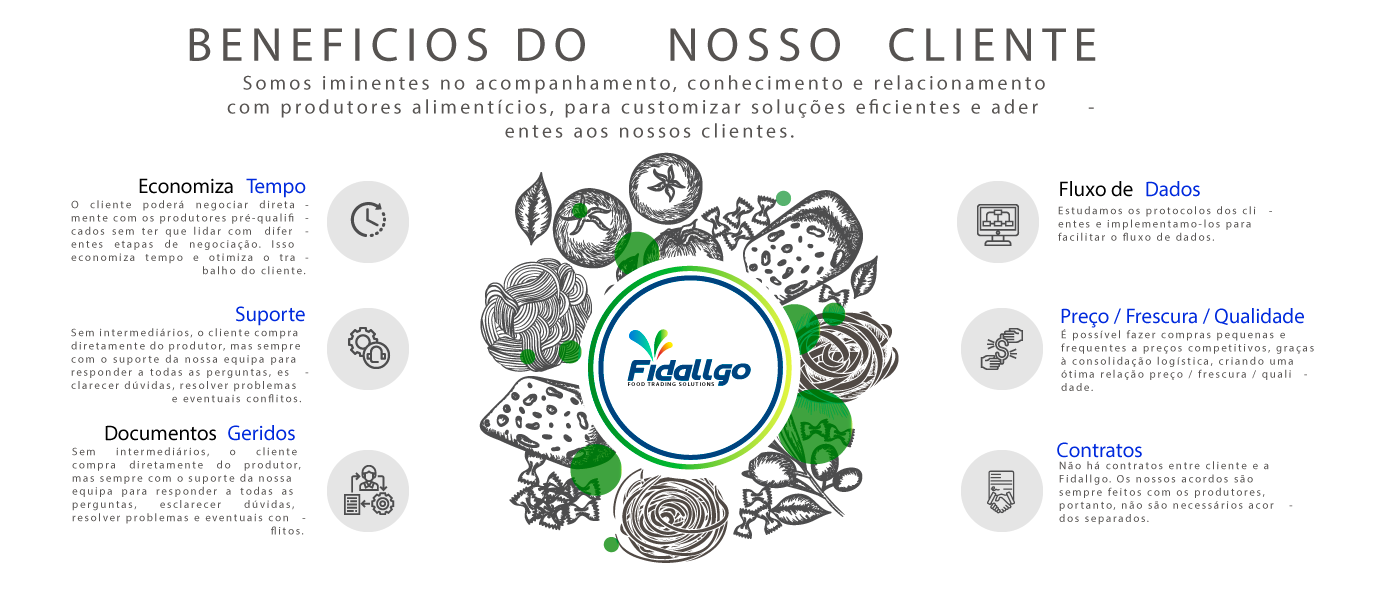 BENEFICIOS DO NOSSO CLIENTE
Somos iminentes no acompanhamento, conhecimento e relacionamento
com produtores alimentícios, para customizar soluções eficientes e ader -
entes aos nossos clientes.
Economiza Tempo
O cliente poderá negociar direta -
mente com os produtores pré-qualifi -
cados sem ter que lidar com difer -
entes etapas de negociação. Isso
economiza tempo e otimiza o tra -
balho do cliente.
Suporte
Sem intermediários, o cliente compra
diretamente do produtor, mas sempre
com o suporte da nossa equipa para
responder a todas as perguntas, es -
clarecer dúvidas, resolver problemas
e eventuais conflitos.
Documentos Geridos
Sem intermediários, o cliente
compra diretamente do produtor,
mas sempre com o suporte da nossa
equipa para responder a todas as
perguntas, esclarecer dúvidas,
resolver problemas e eventuais con -
flitos.
Fidallgo
FOOD TRADING SOLUTIONS
Fluxo de Dados
Estudamos os protocolos dos cli -
entes e implementamo-los para
facilitar o fluxo de dados.
Preço / Frescura / Qualidade
É possível fazer compras pequenas e
frequentes a preços competitivos, graças
à consolidação logística, criando uma
ótima relação preço / frescura / quali -
dade.
Contratos
Não há contratos entre cliente e a
Fidallgo. Os nossos acordos são
sempre feitos com os produtores,
portanto, não são necessários acor -
dos separados.